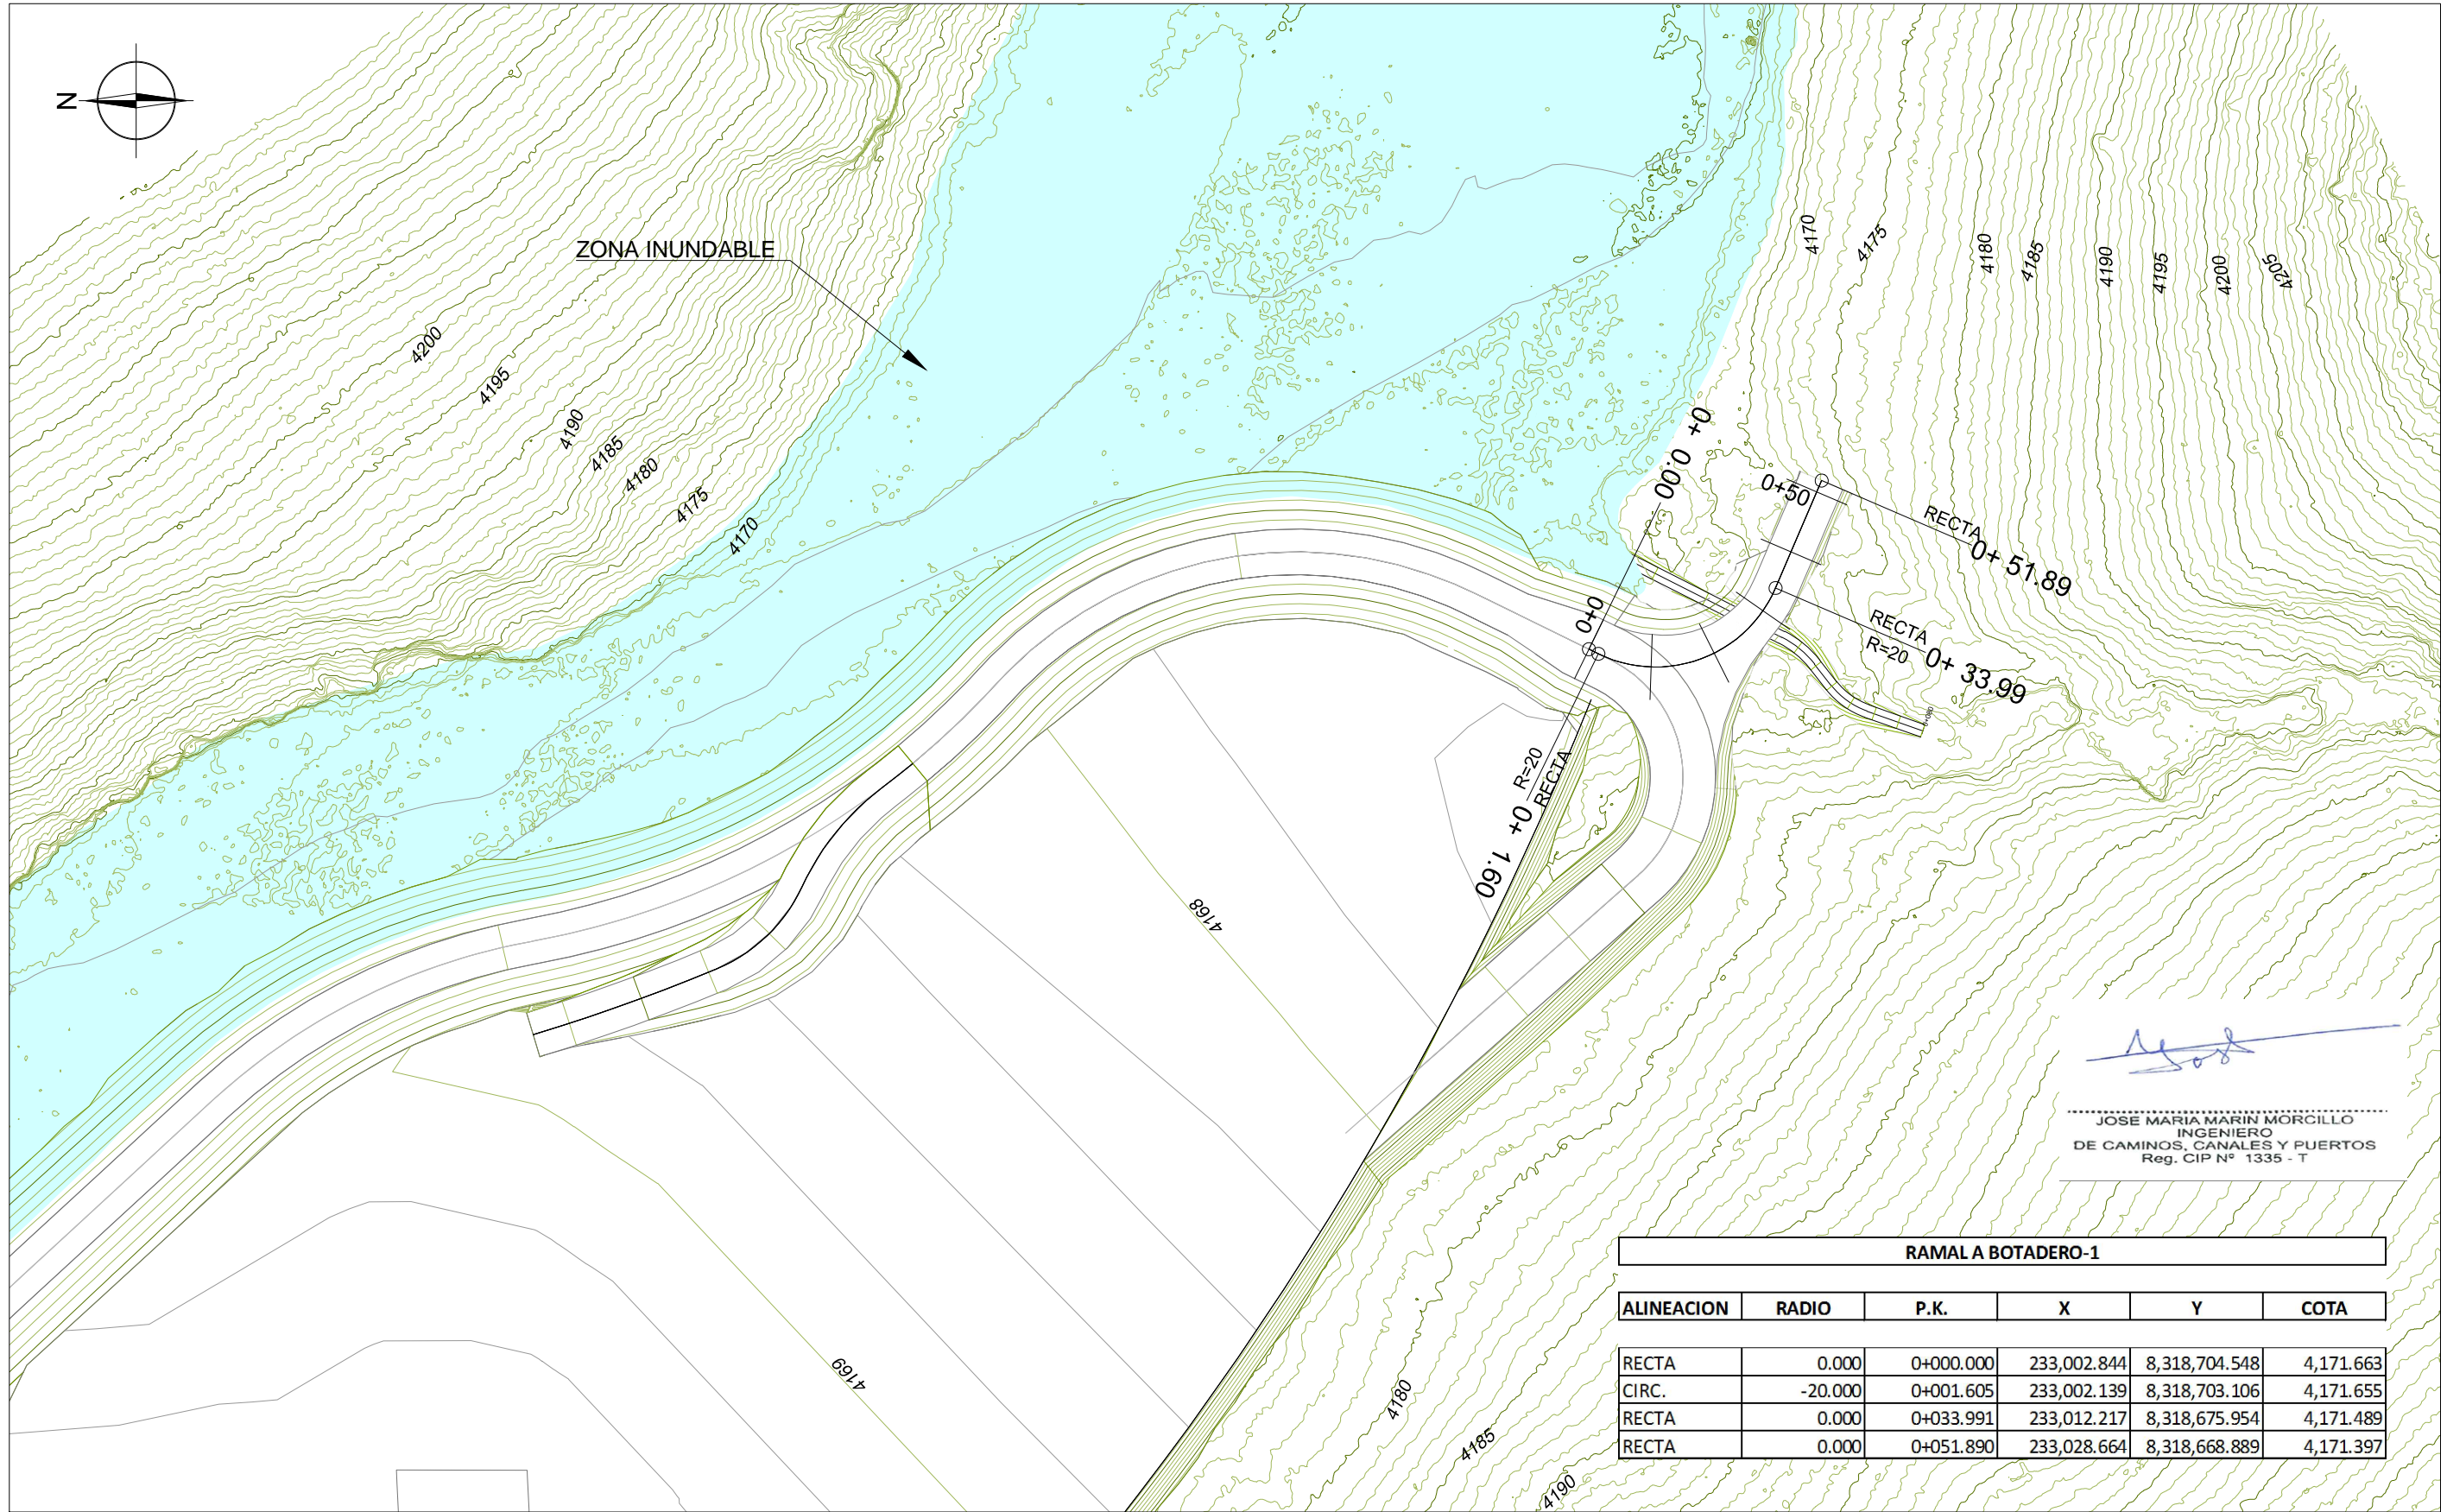 N
ZONA INUNDABLE
4200
4195
4190
4185
4180
4175
4170
4170
4175
4180
4185
4190
4195
4200
4205
0+ 0.00
0+0
0+50
RECTA
0+ 51.89
RECTA
R=20
0+ 33.99
0+080
R=20
RECTA
0+ 1.60
4168
4169
4180
4185
4190
JOSE MARIA MARIN MORCILLO
INGENIERO
DE CAMINOS, CANALES Y PUERTOS
Reg. CIP Nº 1335 - T
RAMAL A BOTADERO-1
ALINEACION RADIO P.K. X Y COTA
RECTA 0.000 0+000.000 233,002.844 8,318,704.548 4,171.663
CIRC. -20.000 0+001.605 233,002.139 8,318,703.106 4,171.655
RECTA 0.000 0+033.991 233,012.217 8,318,675.954 4,171.489
RECTA 0.000 0+051.890 233,028.664 8,318,668.889 4,171.397